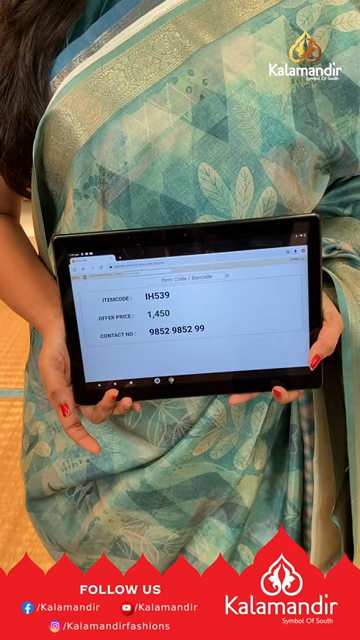 Kalamandir
Symbol Of South
Item Code / Barcode
ITEMCODE : IH539
OFFER PRICE : 1,450
CONTACT NO : 9852 9852 99
FOLLOW US
/Kalamandir /Kalamandir
/Kalamandirfashions
Kalamandir
Symbol Of South